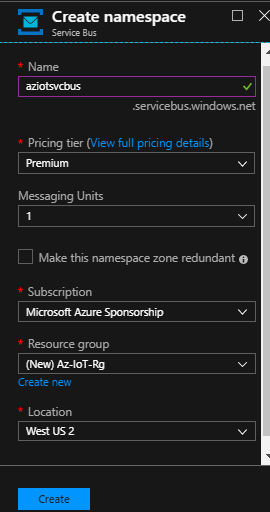 Create namespace
Service Bus
* Name
aziotsvcbus
.servicebus.windows.net
* Pricing tier (View full pricing details)
Premium
Messaging Units
1
Make this namespace zone redundant
* Subscription
Microsoft Azure Sponsorship
* Resource group
(New) Az-IoT-Rg
Create new
* Location
West US 2
Create